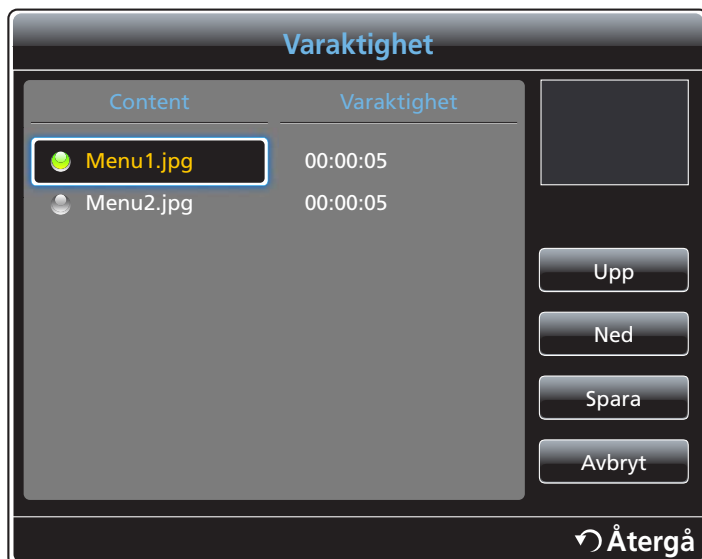 Varaktighet
Content Varaktighet
Menu1.jpg 00:00:05
Menu2.jpg 00:00:05
Upp
Ned
Spara
Avbryt
Återgå